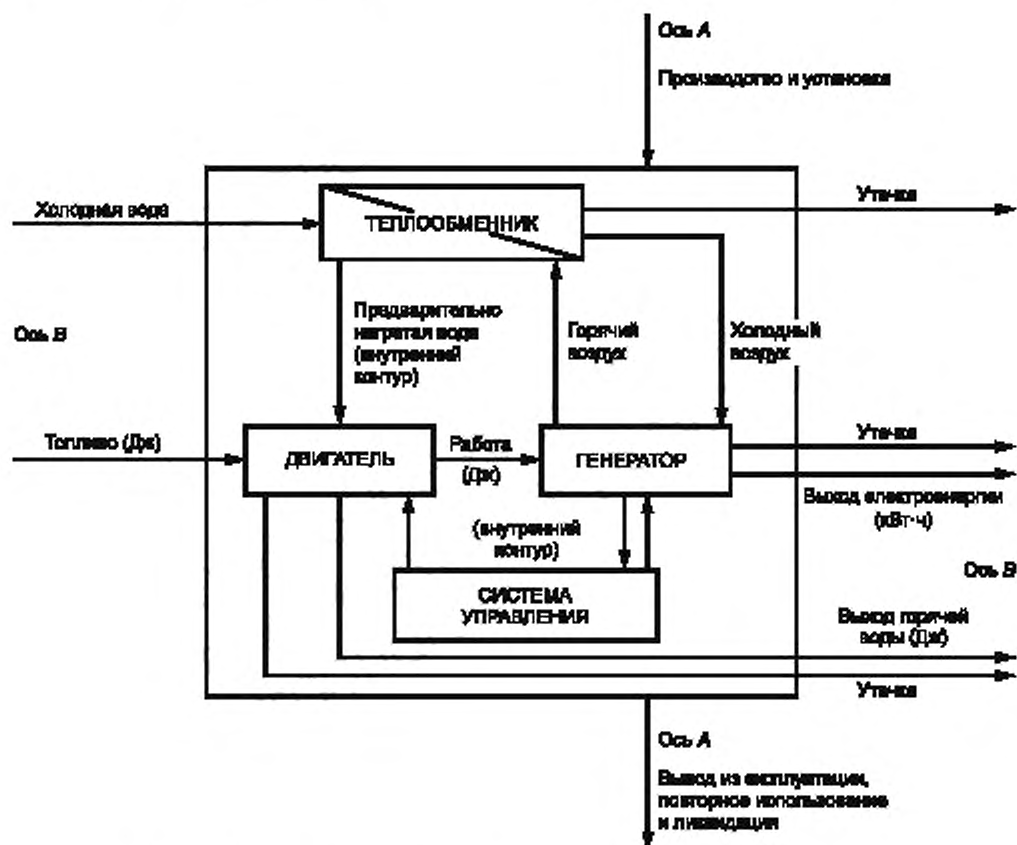 Ось А
Производство и установка
Холодная вода
ТЕПЛООБМЕННИК
Утечка
Ось В
Предварительно
нагретая вода
(внутренний
контур)
Горячий
воздух
Холодный
воздух
Топливо (Дж)
ДВИГАТЕЛЬ
Работа
(Дж)
ГЕНЕРАТОР
Утечка
Выход электроэнергии
(кВт·ч)
(внутренний
контур)
Ось В
СИСТЕМА
УПРАВЛЕНИЯ
Выход горячей
воды (Дж)
Утечка
Ось А
Вывод из эксплуатации,
повторное использование
и ликвидация